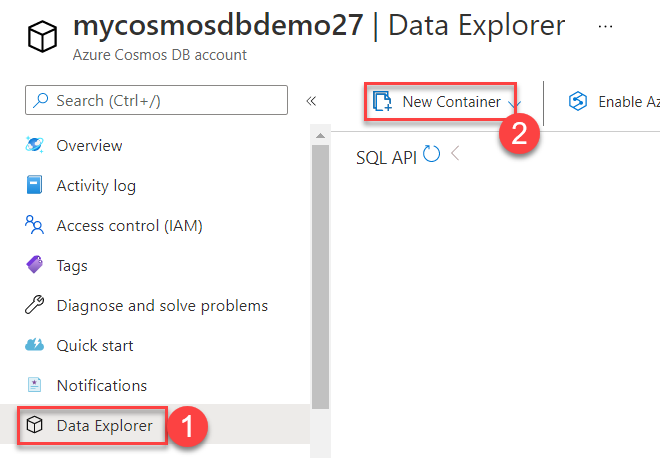 mycosmosdbdemo27 | Data Explorer ...
Azure Cosmos DB account
Search (Ctrl+/)
«
New Container
Enable Az
2
SQL API
Overview
Activity log
Access control (IAM)
Tags
Diagnose and solve problems
Quick start
Notifications
Data Explorer
1